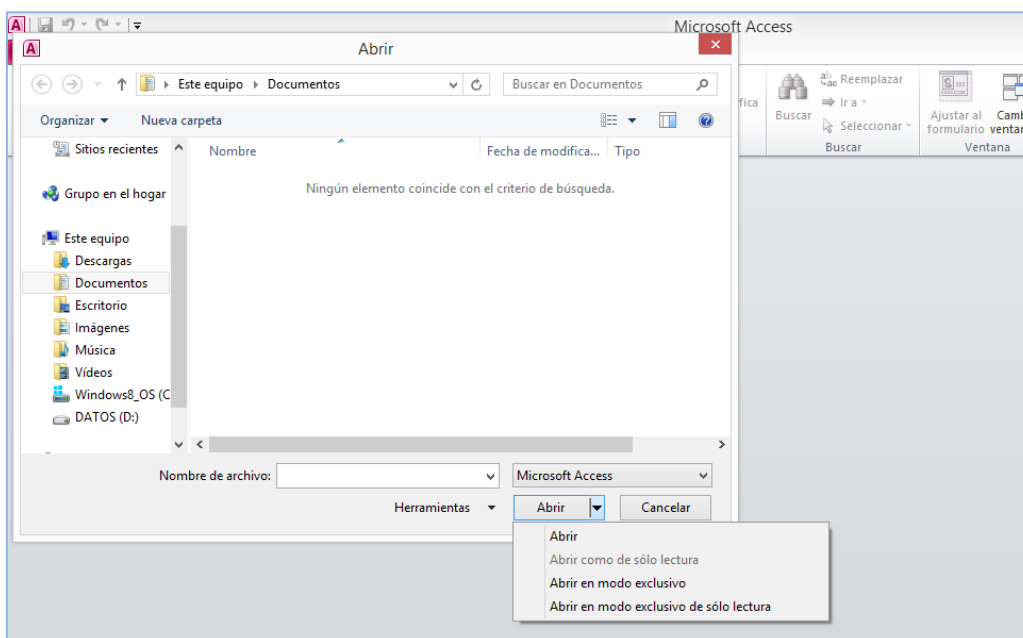 Microsoft Access
Abrir
Este equipo Documentos
Buscar en Documentos
Organizar
Nueva carpeta
Sitios recientes
Grupo en el hogar
Este equipo
Descargas
Documentos
Escritorio
Imágenes
Música
Vídeos
Windows8_OS (C
DATOS (D:)
Nombre
Fecha de modifica...
Tipo
Ningún elemento coincide con el criterio de búsqueda.
Nombre de archivo:
Microsoft Access
Herramientas
Abrir
Cancelar
Abrir
Abrir como de sólo lectura
Abrir en modo exclusivo
Abrir en modo exclusivo de sólo lectura
fica
Buscar
Reemplazar
Ir a
Seleccionar
Buscar
Ajustar al
formulario
Camb
ventan
Ventana